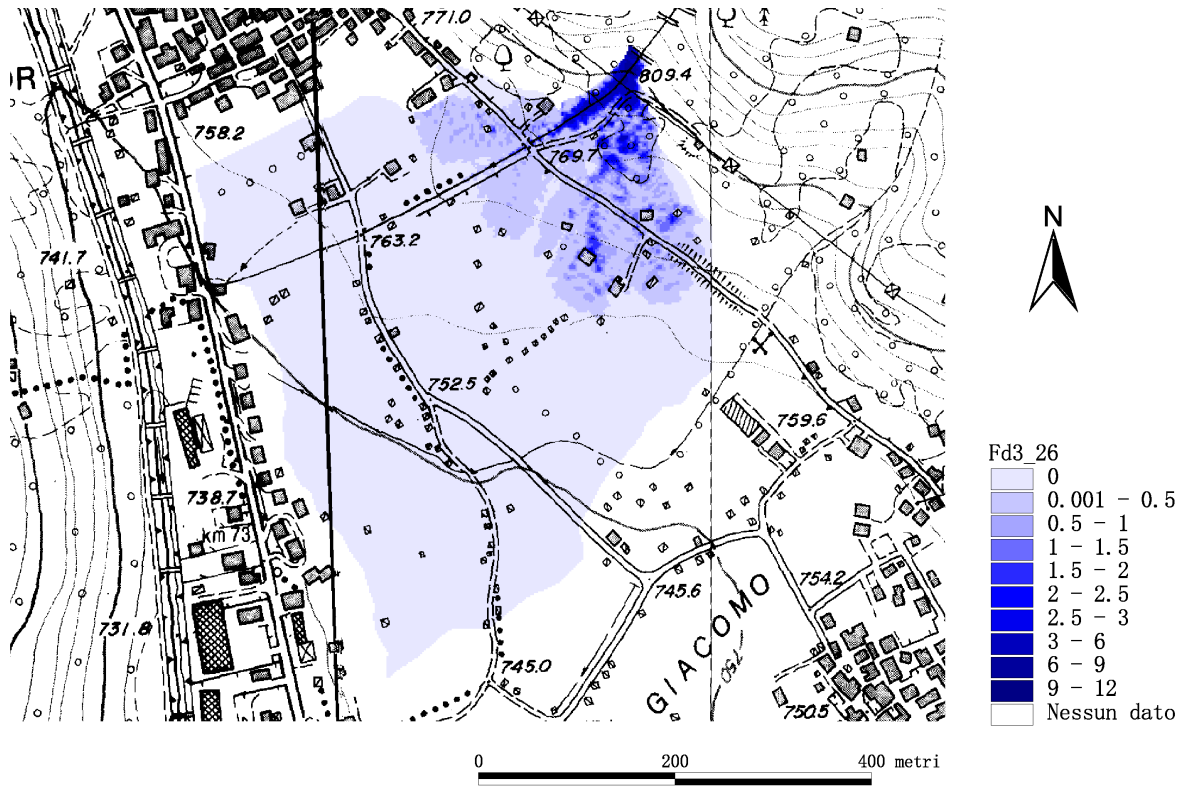 771.0
OR
809.4
758.2
769.7
763.2
741.7
752.5
759.6
738.7
km 73
754.2
745.6
731.8
GIACOMO
745.0
750
750.5
N
Fd3_26
0
0.001 - 0.5
0.5 - 1
1 - 1.5
1.5 - 2
2 - 2.5
2.5 - 3
3 - 6
6 - 9
9 - 12
Nessun dato
0 200 400 metri